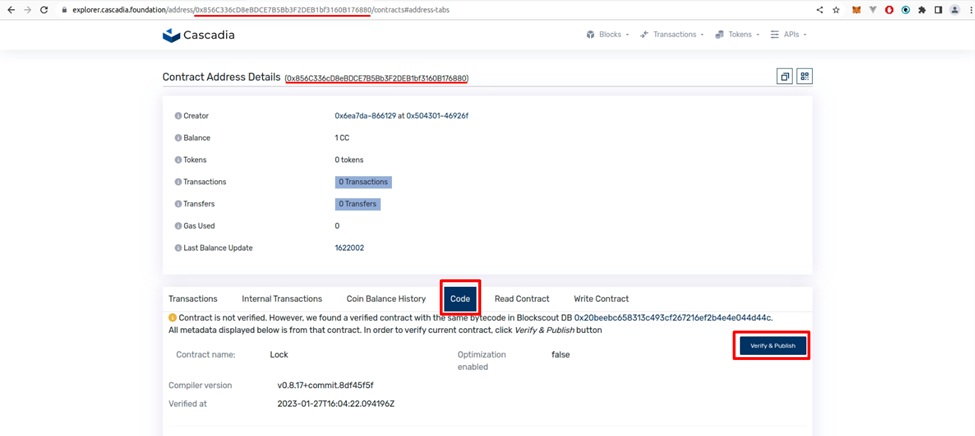 explorer.cascadia.foundation/address/0x856C336cD8eBDCE7B5Bb3F2DEB1bf3160B176880/contracts#address-tabs
Cascadia
Blocks
Transactions
Tokens
APIs
Contract Address Details (0x856C336cD8eBDCE7B5Bb3F2DEB1bf3160B176880)
Creator 0x6ea7da-866129 at 0x504301-46926f
Balance 1 CC
Tokens 0 tokens
Transactions 0 Transactions
Transfers 0 Transfers
Gas Used 0
Last Balance Update 1622002
Transactions Internal Transactions Coin Balance History Code Read Contract Write Contract
Contract is not verified. However, we found a verified contract with the same bytecode in Blockscout DB 0x20beebc658313c493cf267216ef2b4e4e044d44c.
All metadata displayed below is from that contract. In order to verify current contract, click Verify & Publish button
Verify & Publish
Contract name: Lock Optimization enabled false
Compiler version v0.8.17+commit.8df45f5f
Verified at 2023-01-27T16:04:22.094196Z